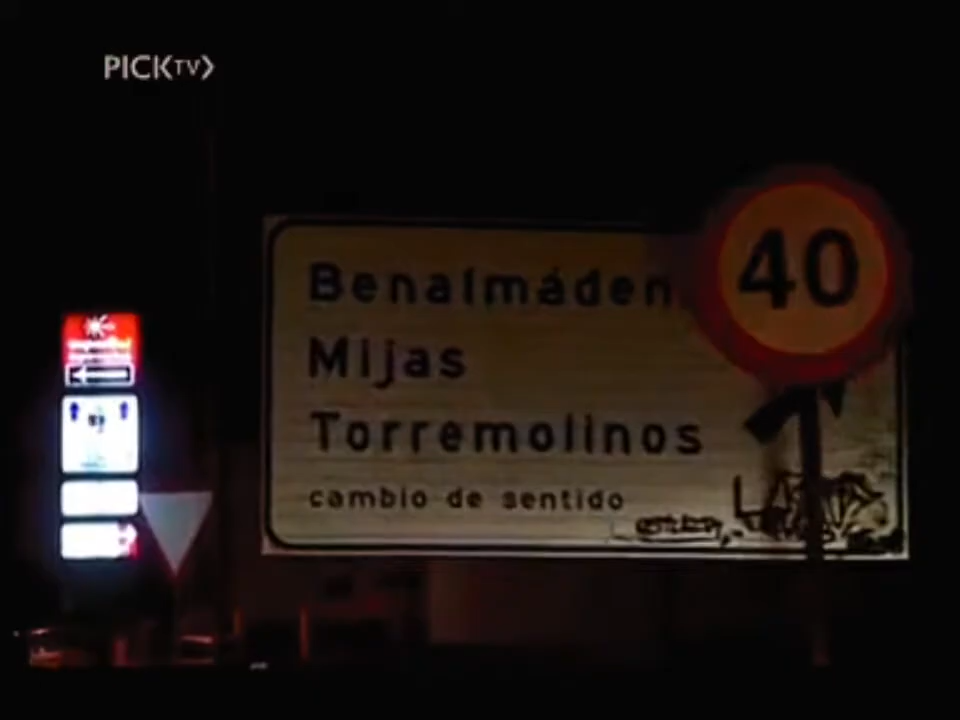 PICK TV
Benalmáden
40
Mijas
Torremolinos
cambio de sentido